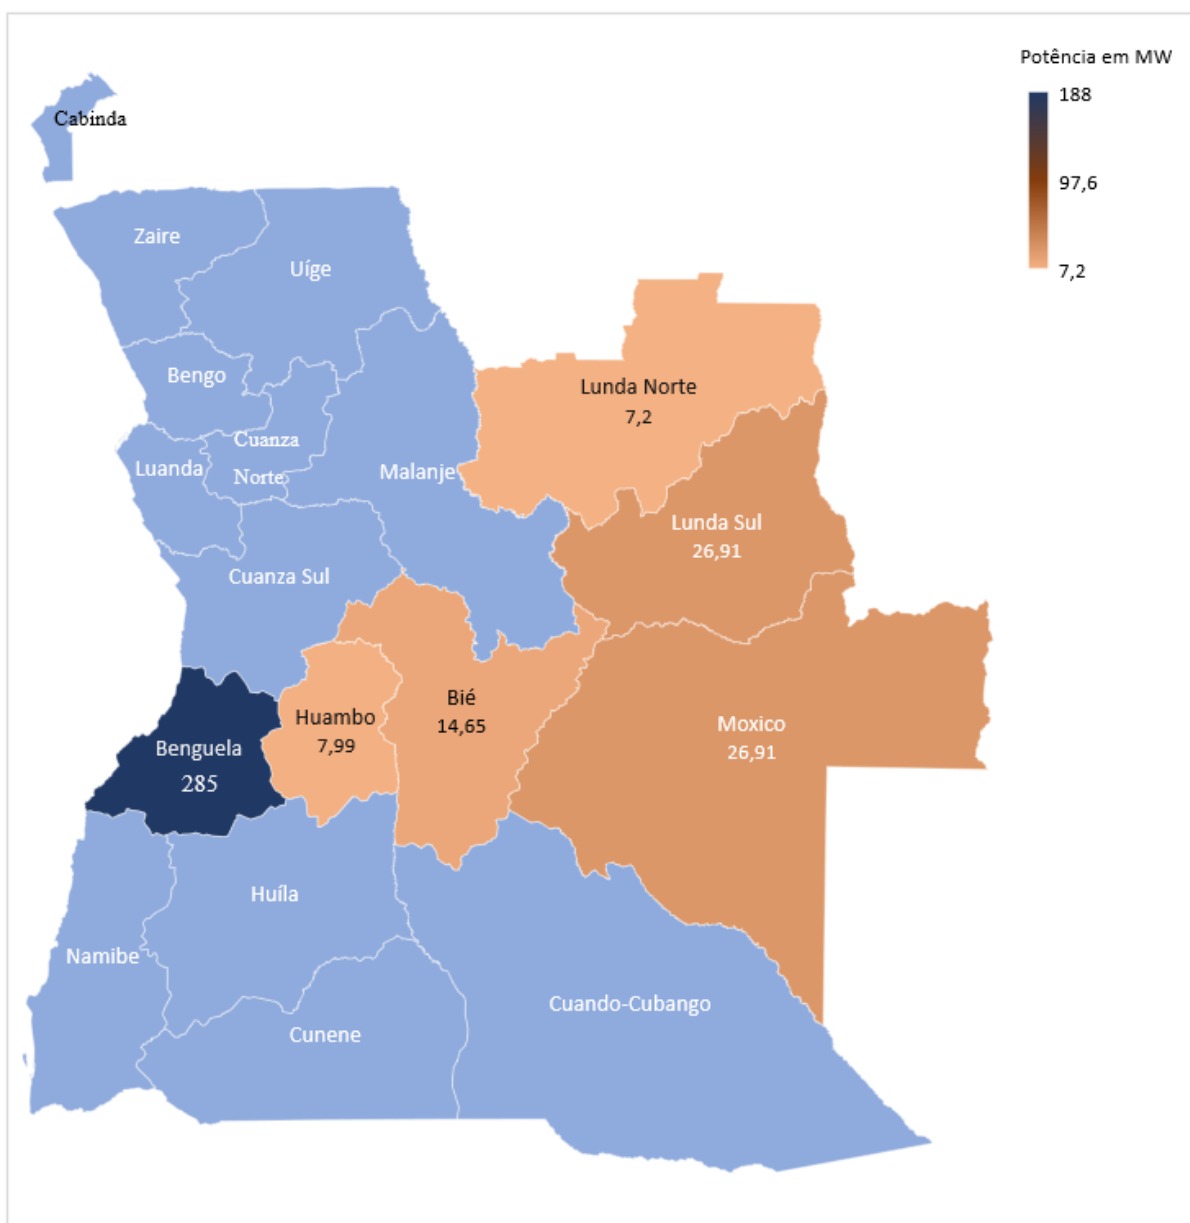 Potência em MW
188
97,6
7,2
Cabinda
Zaire
Uíge
Bengo
Lunda Norte
7,2
Cuanza
Norte
Luanda
Malanje
Lunda Sul
26,91
Cuanza Sul
Bié
14,65
Huambo
7,99
Moxico
26,91
Benguela
285
Huíla
Namibe
Cuando-Cubango
Cunene